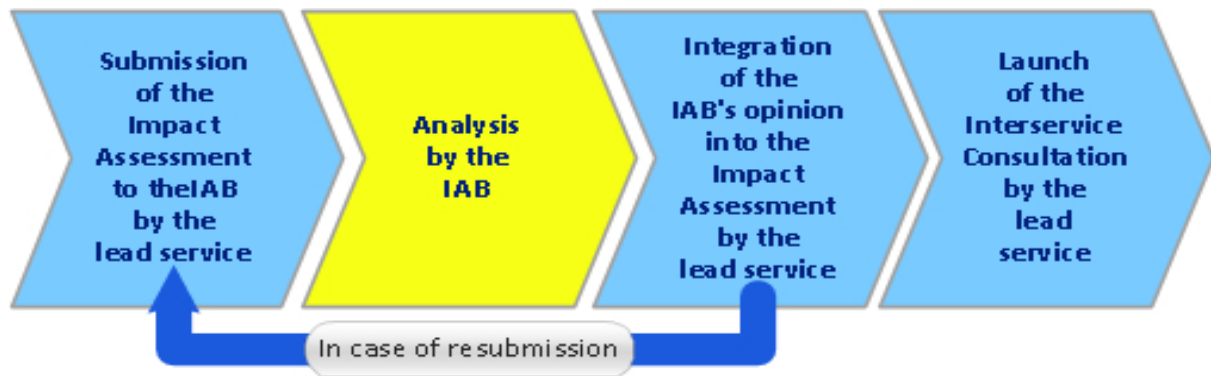 Submission
of the
Impact
Assessment
to theIAB
by the
lead service
Analysis
by the
IAB
Integration
of the
IAB's opinion
into the
Impact
Assessment
by the
lead service
Launch
of the
Interservice
Consultation
by the
lead
service
In case of resubmission